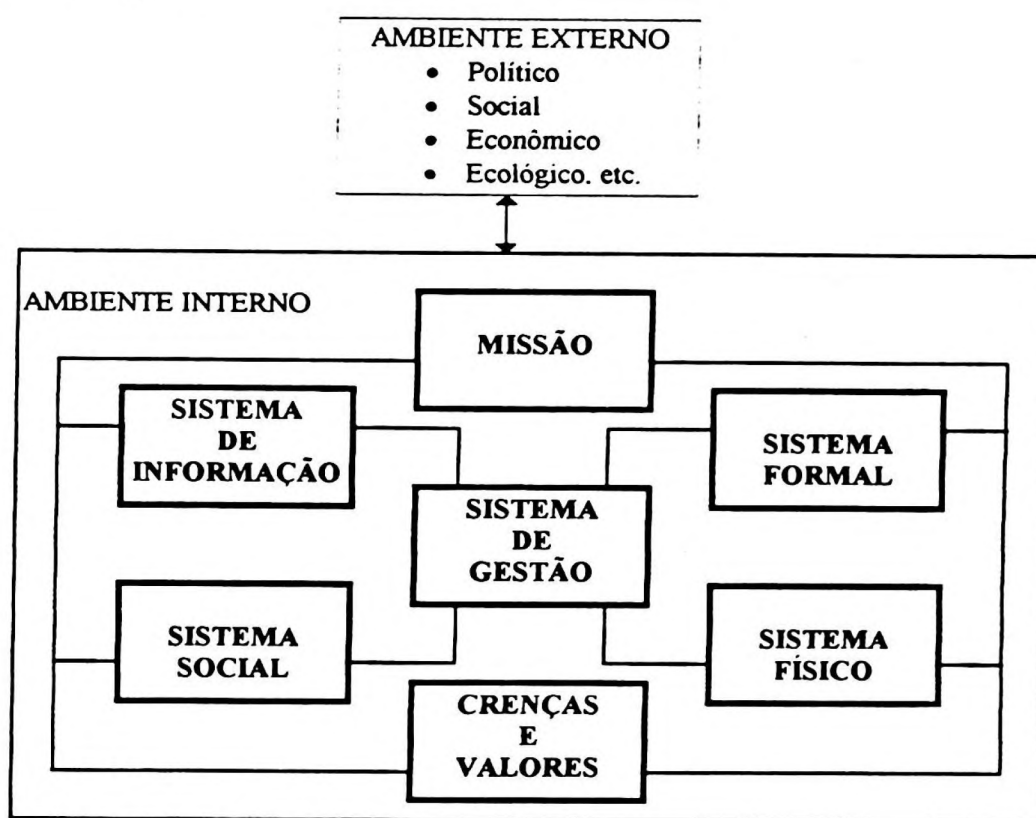 AMBIENTE EXTERNO
• Político
• Social
• Econômico
• Ecológico. etc.
AMBIENTE INTERNO
MISSÃO
SISTEMA
DE
INFORMAÇÃO
SISTEMA
FORMAL
SISTEMA
DE
GESTÃO
SISTEMA
SOCIAL
SISTEMA
FÍSICO
CRENÇAS
E
VALORES